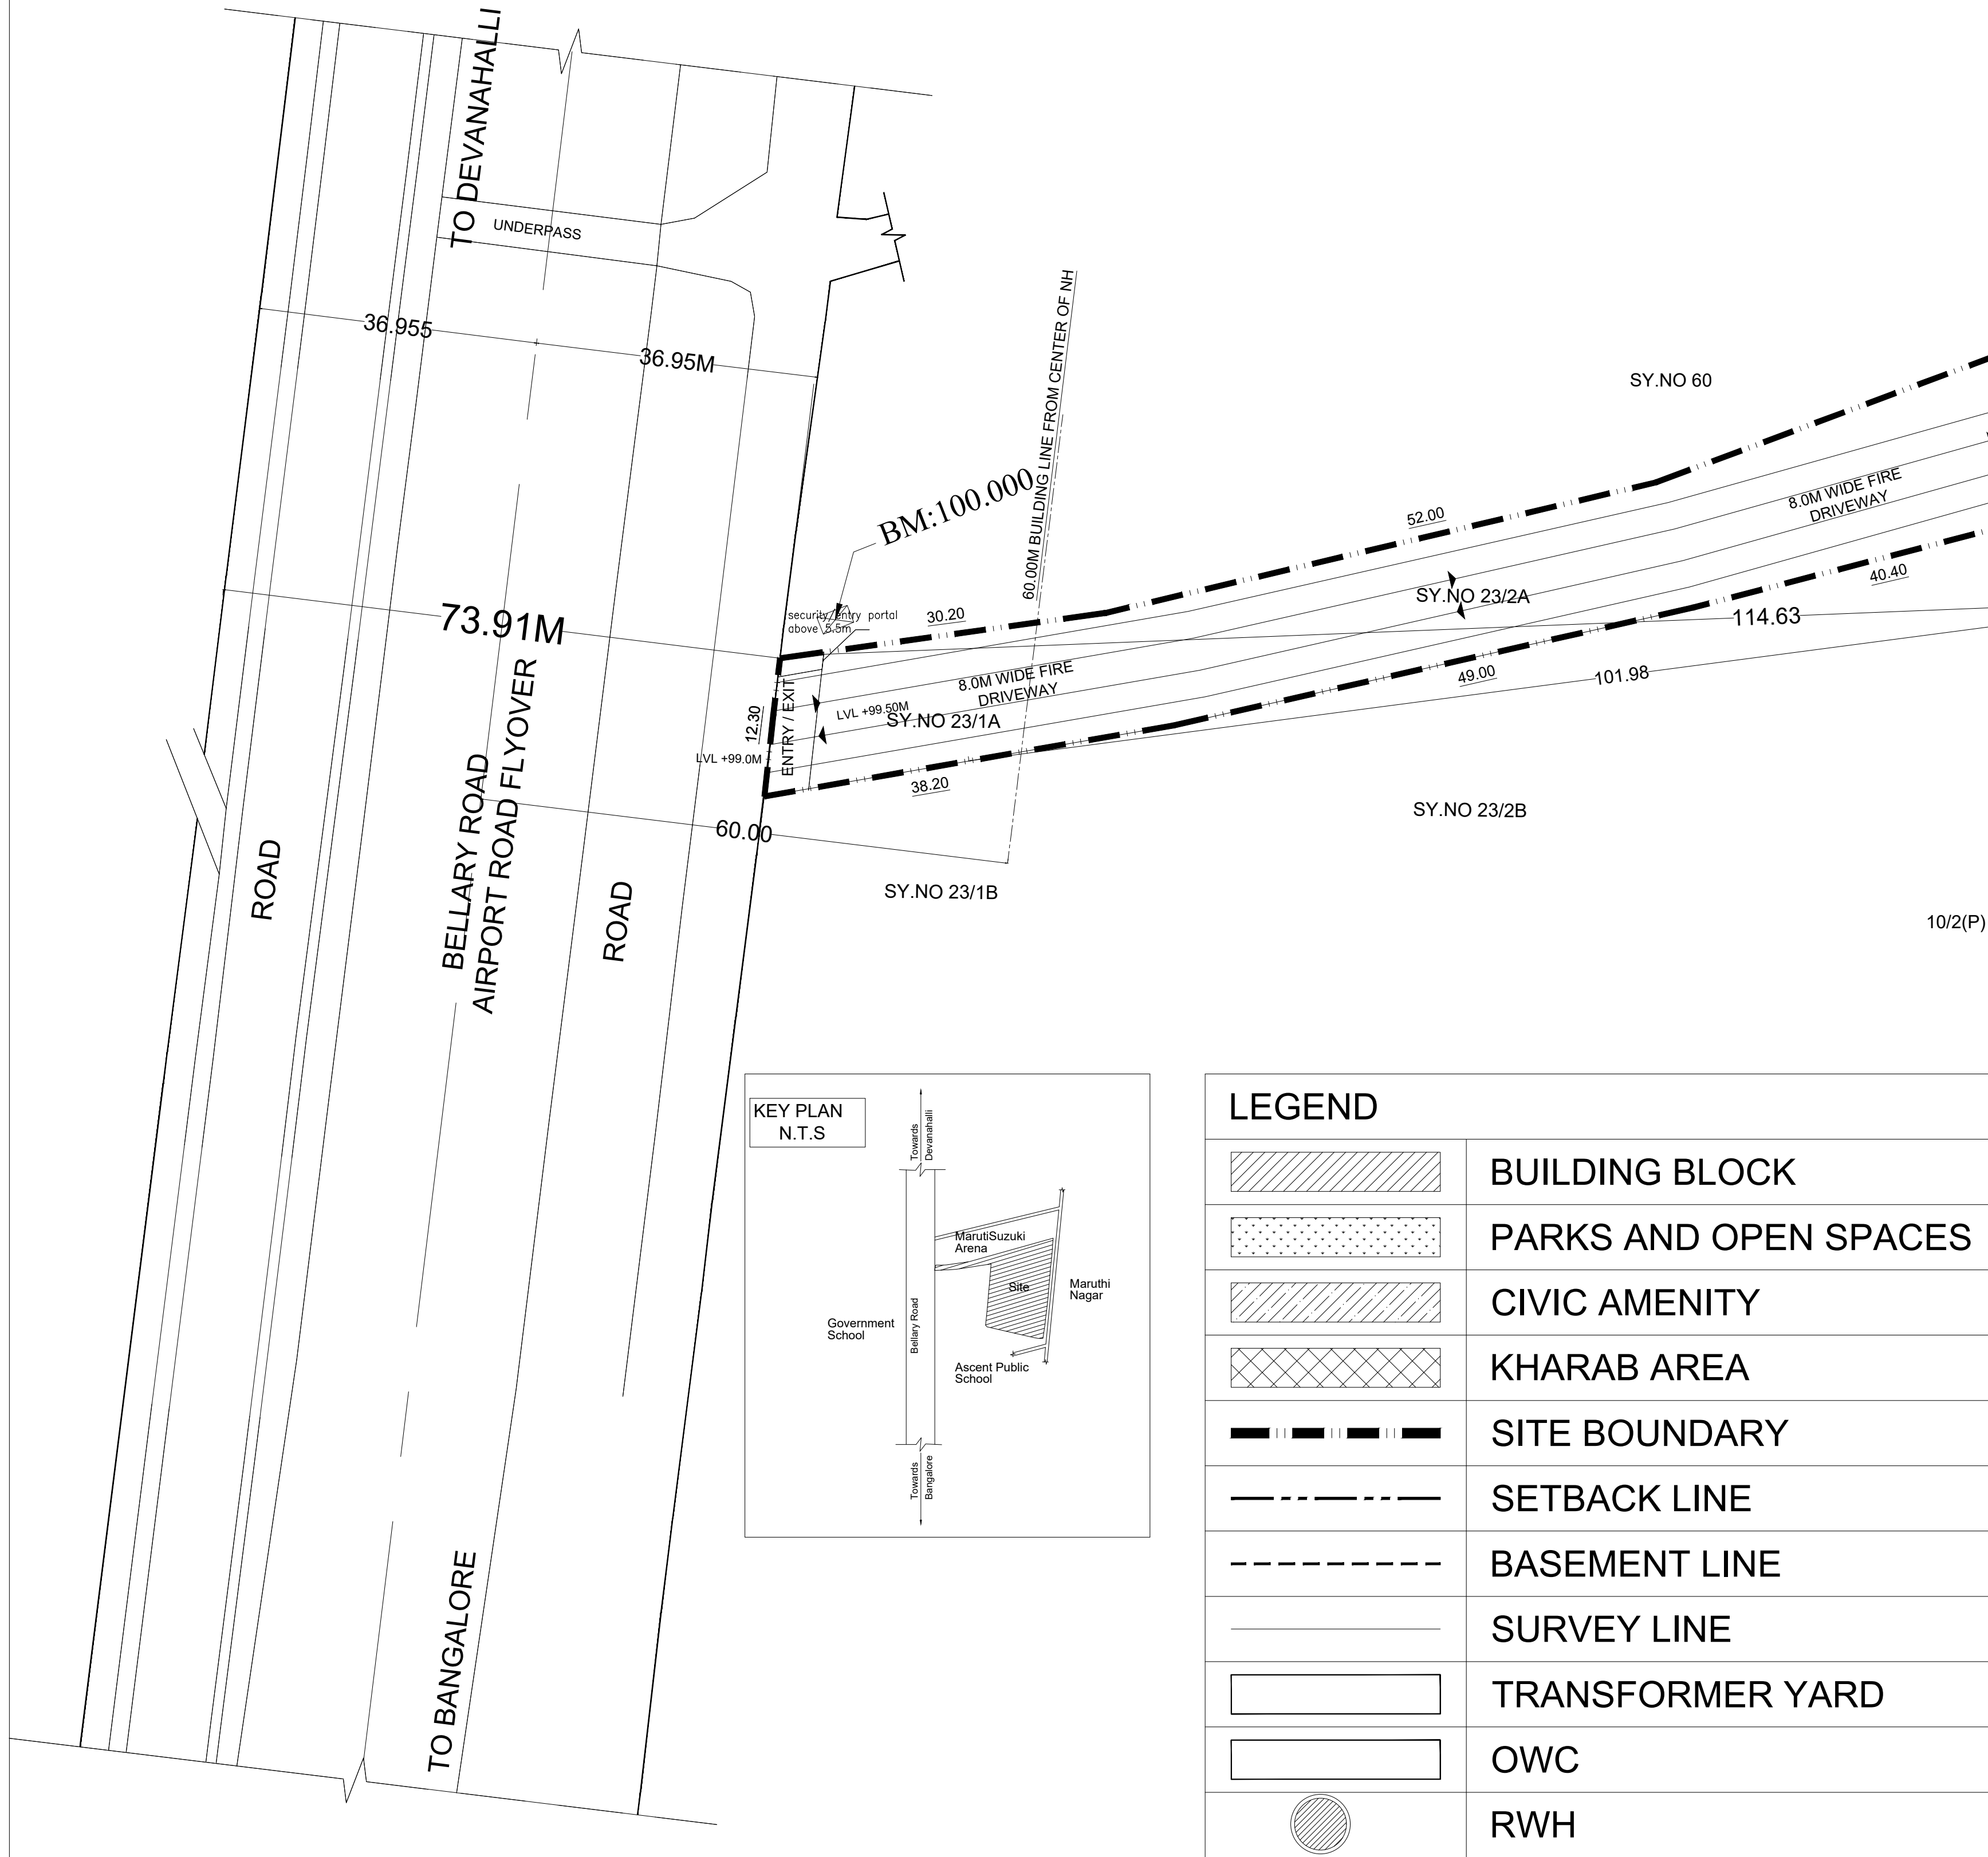 TO DEVANAHALLI
UNDERPASS
36.955
36.95M
60.00M BUILDING LINE FROM CENTER OF NH
SY.NO 60
BM:100.000
8.0M WIDE FIRE
DRIVEWAY
52.00
40.40
SY.NO 23/2A
security entry portal
above 5.5m
30.20
114.63
73.91M
8.0M WIDE FIRE
DRIVEWAY
49.00
101.98
12.30
ENTRY / EXIT
LVL +99.50M
SY.NO 23/1A
LVL +99.0M
38.20
SY.NO 23/2B
60.00
BELLARY ROAD
AIRPORT ROAD FLYOVER
ROAD
ROAD
SY.NO 23/1B
10/2(P)
TO BANGALORE
KEY PLAN
N.T.S
Towards
Devanahalli
MarutiSuzuki
Arena
Site
Maruthi
Nagar
Government
School
Bellary Road
Ascent Public
School
Towards
Bangalore
LEGEND
BUILDING BLOCK
PARKS AND OPEN SPACES
CIVIC AMENITY
KHARAB AREA
SITE BOUNDARY
SETBACK LINE
BASEMENT LINE
SURVEY LINE
TRANSFORMER YARD
OWC
RWH